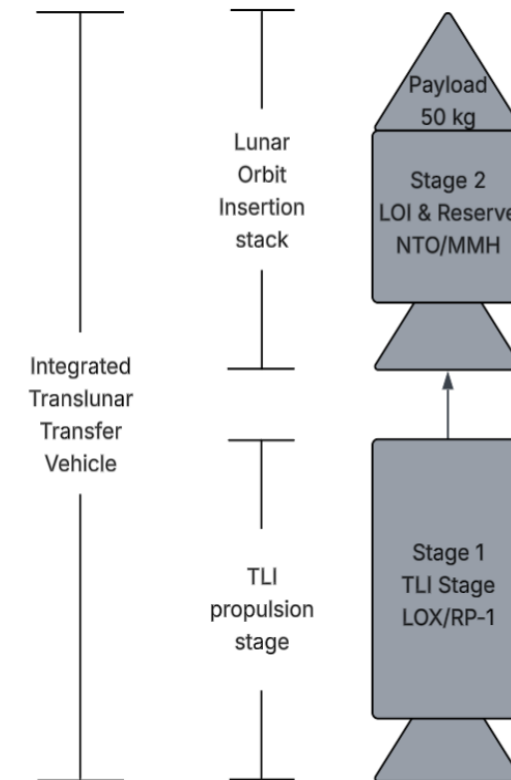 Payload
50 kg
Lunar
Orbit
Insertion
stack
Stage 2
LOI & Reserve
NTO/MMH
Integrated
Translunar
Transfer
Vehicle
TLI
propulsion
stage
Stage 1
TLI Stage
LOX/RP-1